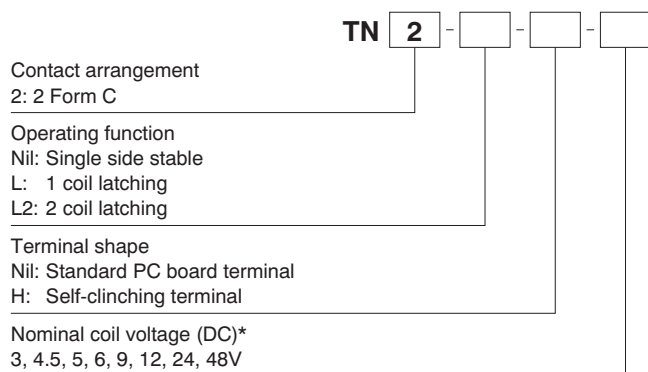 TN 2 - - -
Contact arrangement
2: 2 Form C
Operating function
Nil: Single side stable
L: 1 coil latching
L2: 2 coil latching
Terminal shape
Nil: Standard PC board terminal
H: Self-clinching terminal
Nominal coil voltage (DC)*
3, 4.5, 5, 6, 9, 12, 24, 48V